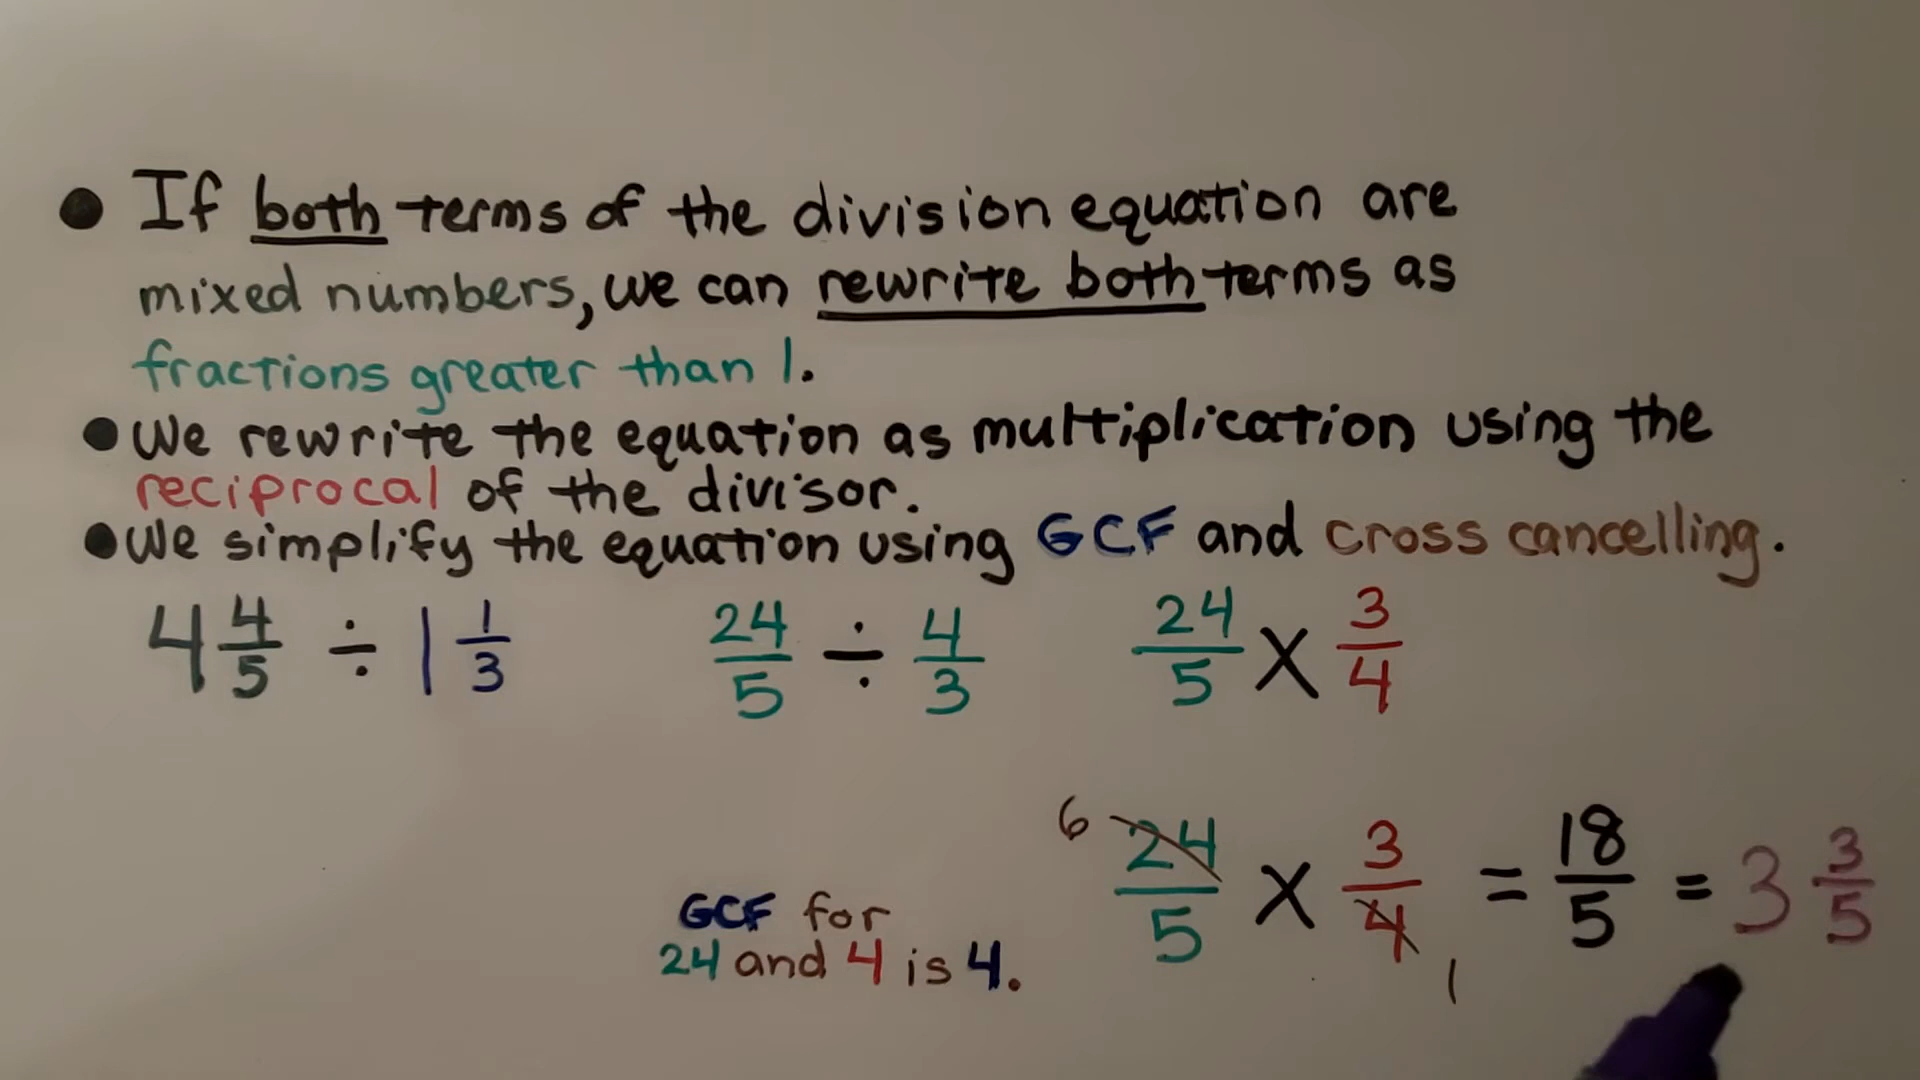 ● If both terms of the division equation are
mixed numbers, we can rewrite both terms as
fractions greater than 1.
● We rewrite the equation as multiplication using the
reciprocal of the divisor.
● We simplify the equation using GCF and cross cancelling.
4 4/5 ÷ 1 1/3 24/5 ÷ 4/3 24/5 X 3/4
6 24/5 X 3/4 1 = 18/5 = 3 3/5
GCF for
24 and 4 is 4.